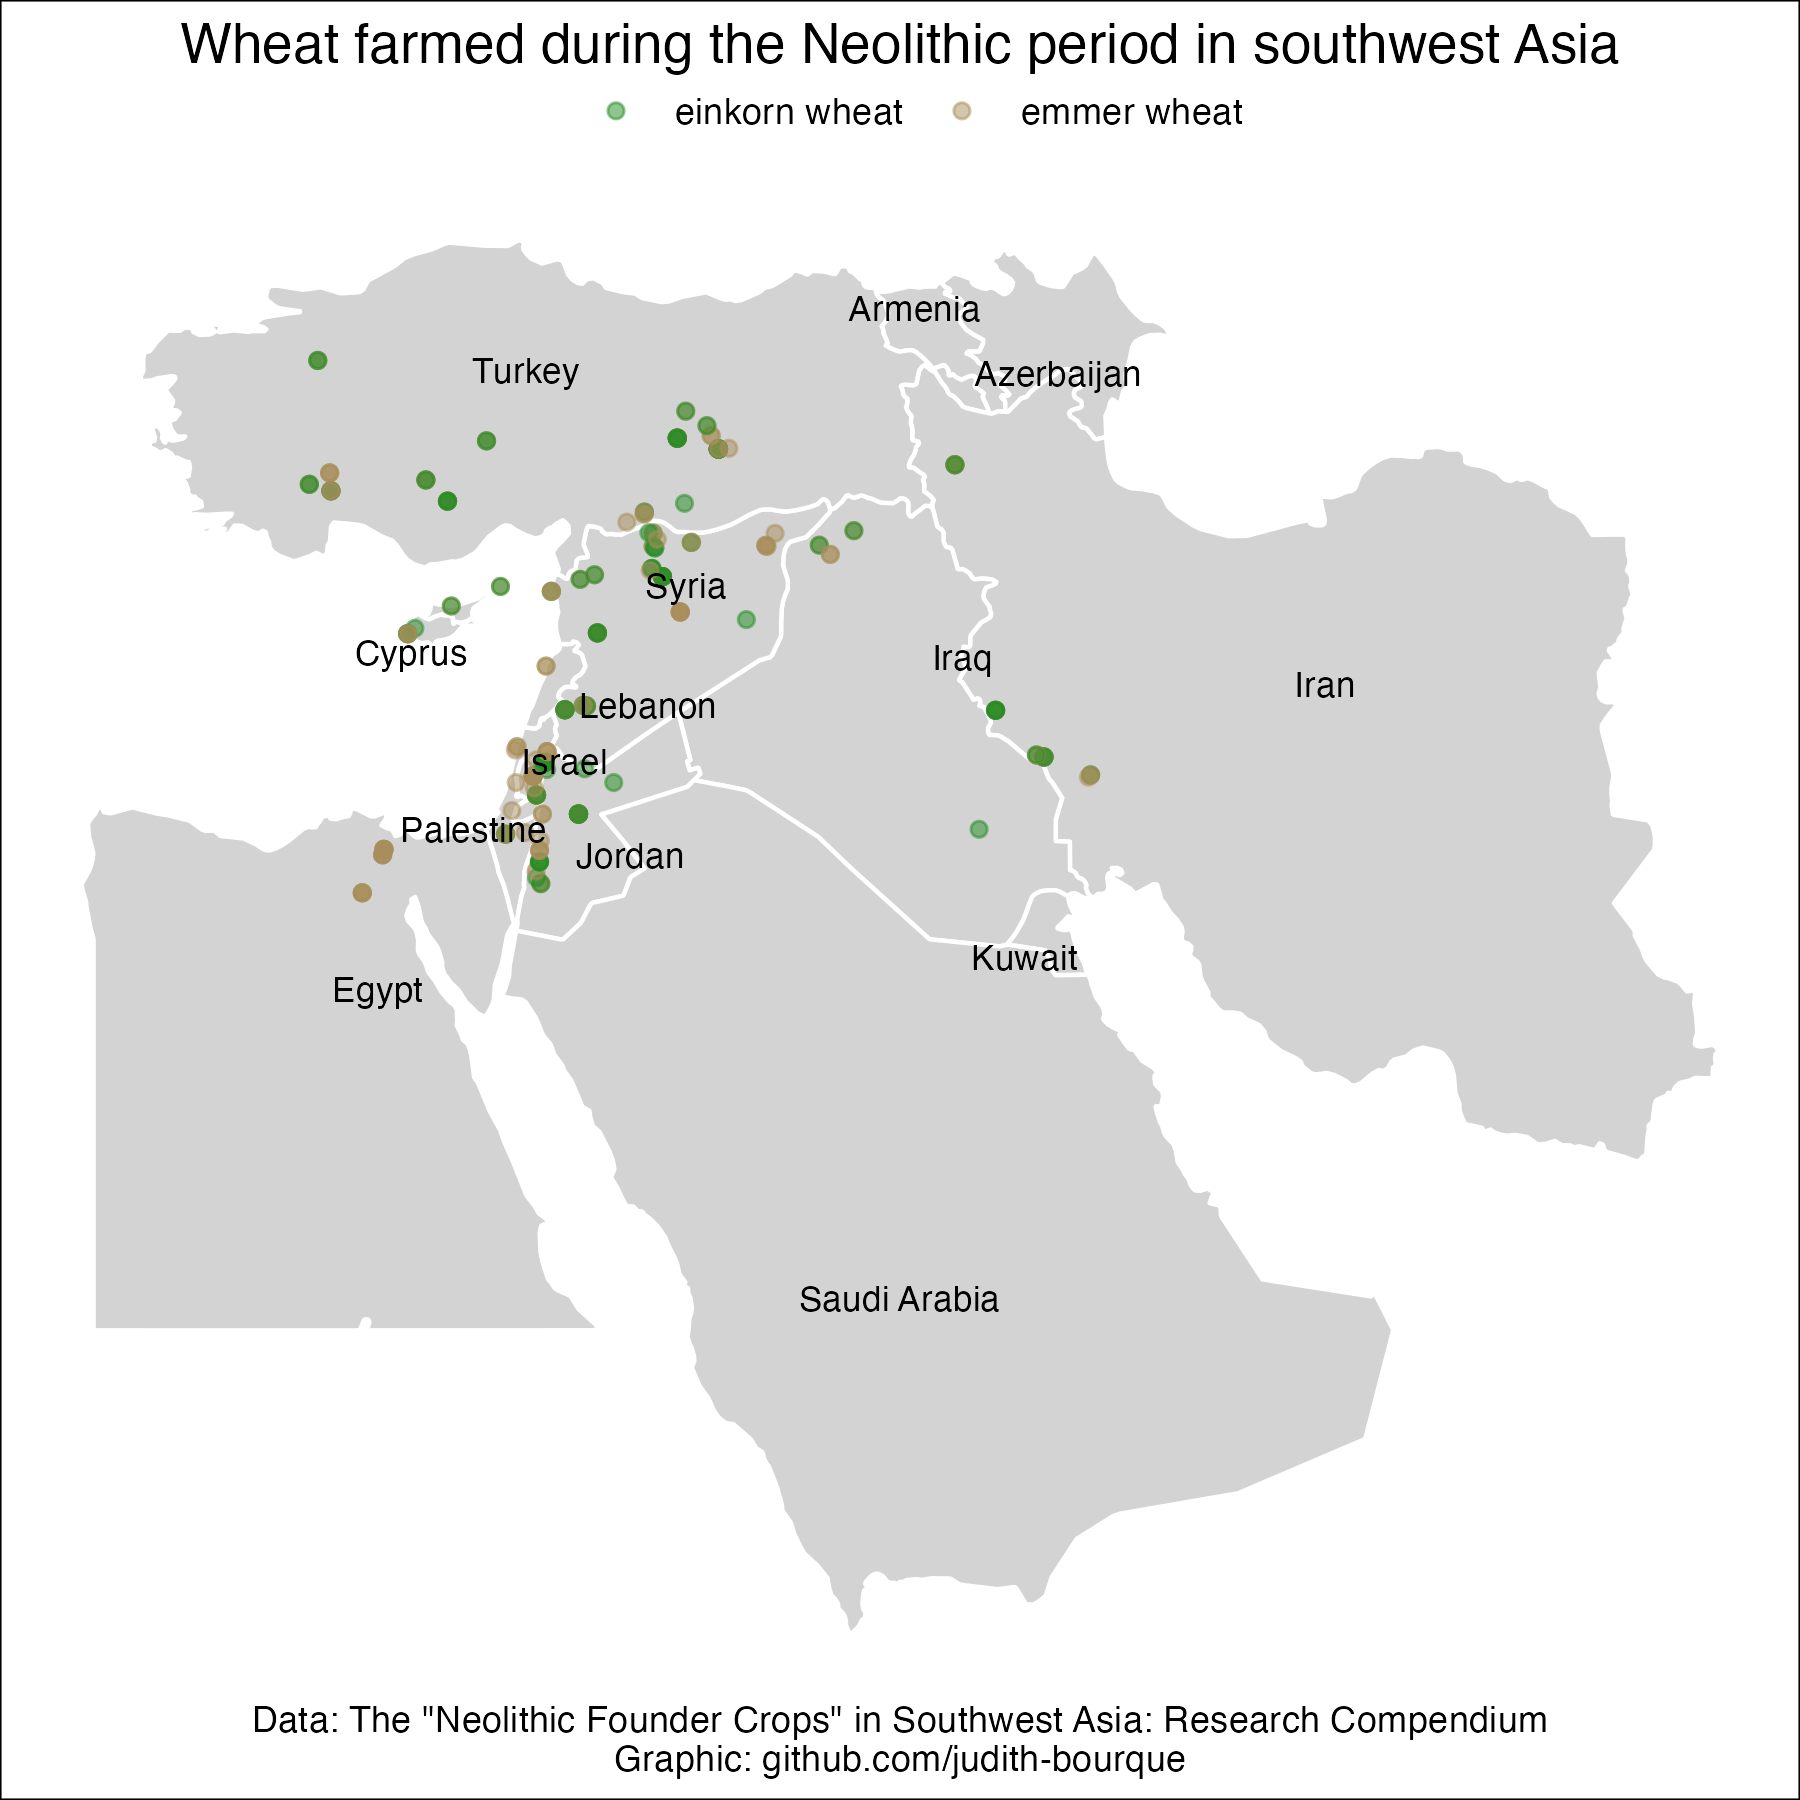 Wheat farmed during the Neolithic period in southwest Asia
einkorn wheat emmer wheat
Armenia
Turkey
Azerbaijan
Syria
Cyprus
Iraq
Iran
Lebanon
Israel
Palestine
Jordan
Kuwait
Egypt
Saudi Arabia
Data: The "Neolithic Founder Crops" in Southwest Asia: Research Compendium
Graphic: github.com/judith-bourque